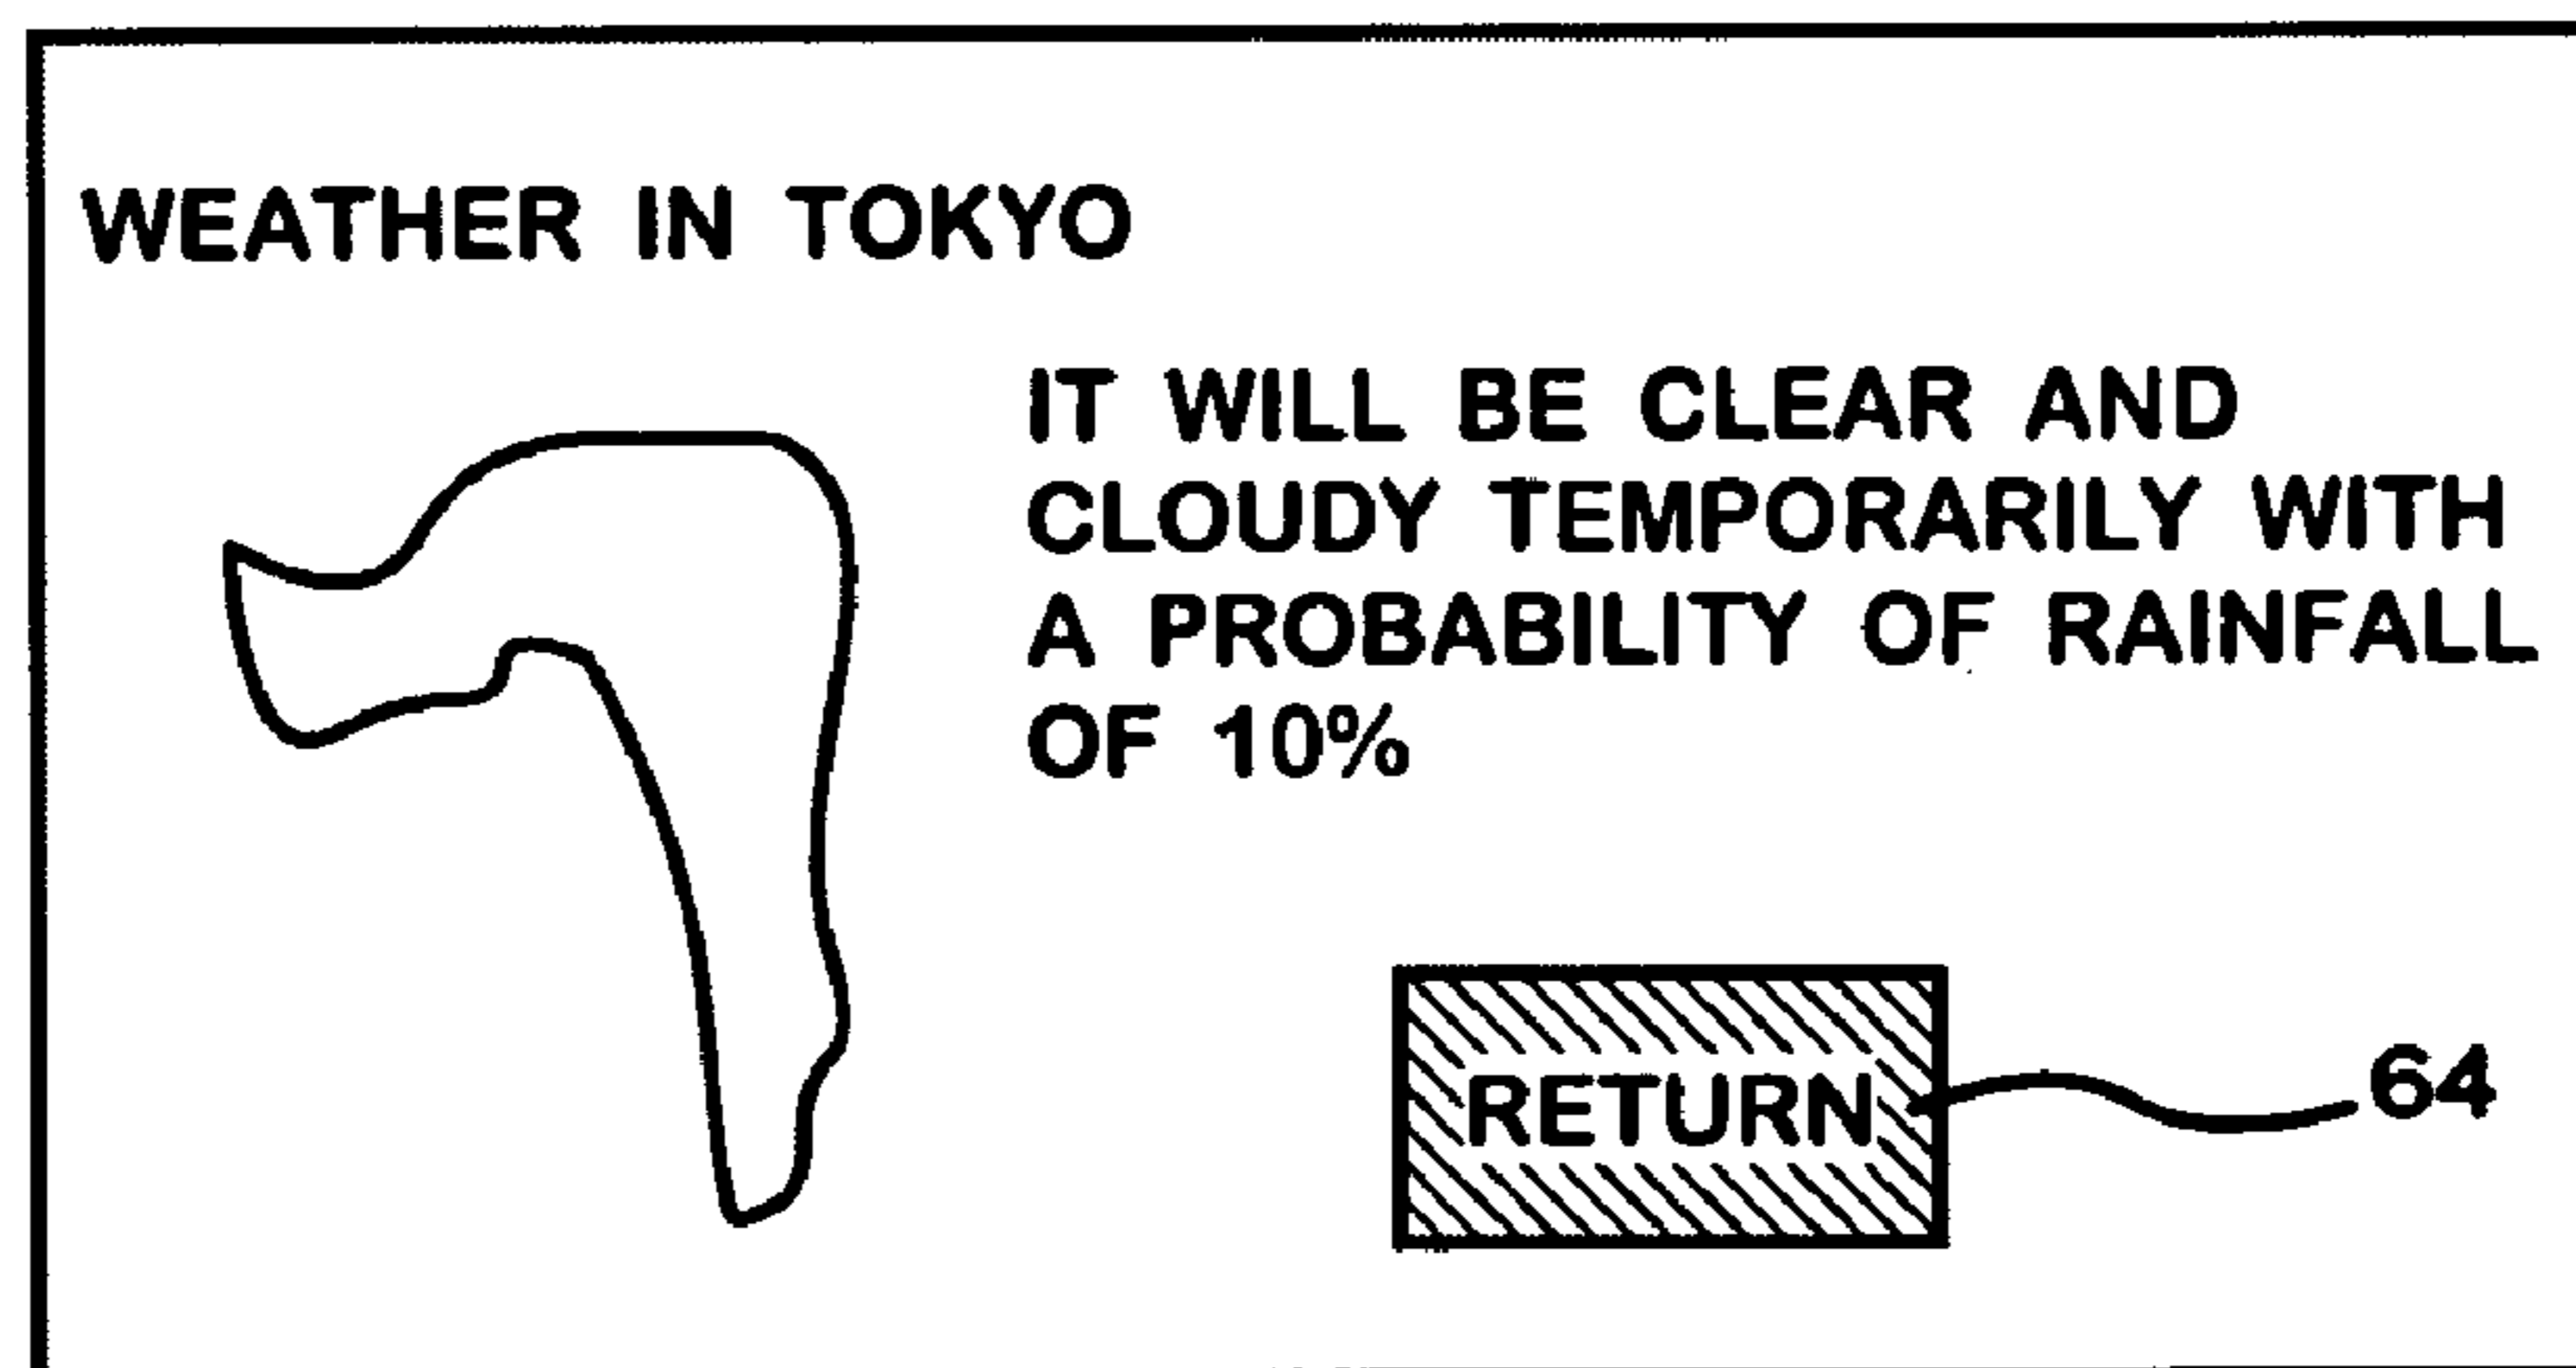 WEATHER IN TOKYO
IT WILL BE CLEAR AND
CLOUDY TEMPORARILY WITH
A PROBABILITY OF RAINFALL
OF 10%
RETURN
64